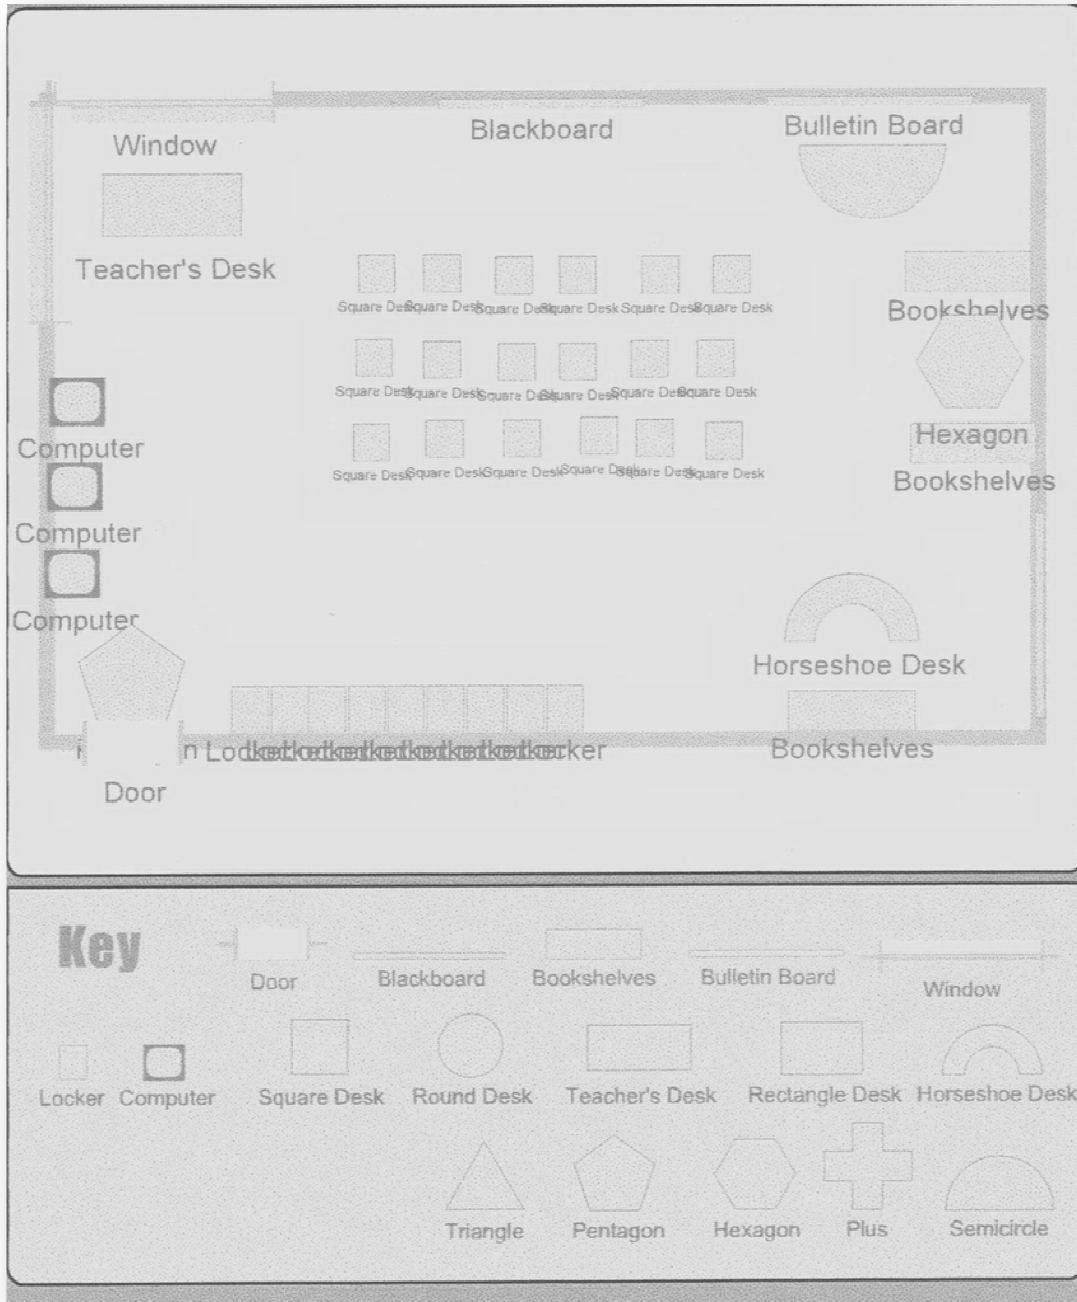 Window
Blackboard
Bulletin Board
Teacher's Desk
Square Desk Square Desk Square Desk Square Desk Square Desk Square Desk
Bookshelves
Square Desk Square Desk Square Desk Square Desk Square Desk Square Desk
Computer
Hexagon
Square Desk Square Desk Square Desk Square Desk Square Desk Square Desk
Bookshelves
Computer
Computer
Horseshoe Desk
Locker
Bookshelves
Door
Key
Door Blackboard Bookshelves Bulletin Board Window
Locker Computer Square Desk Round Desk Teacher's Desk Rectangle Desk Horseshoe Desk
Triangle Pentagon Hexagon Plus Semicircle